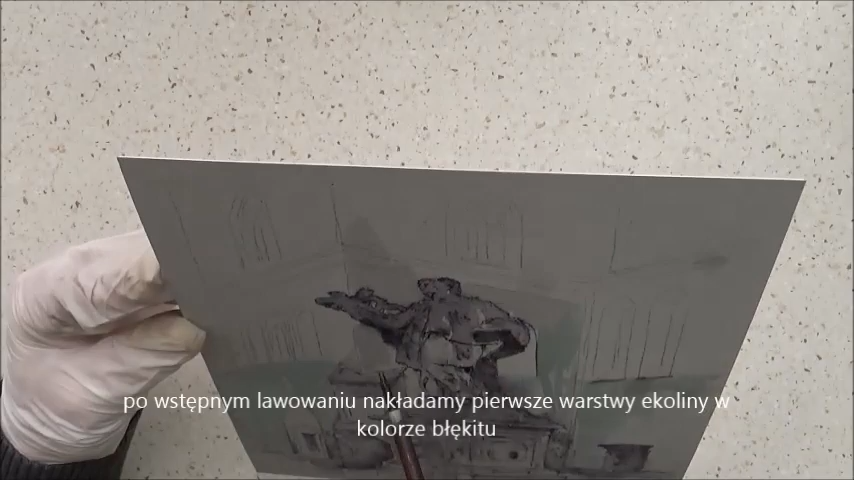 po wstępnym lawowaniu nakładamy pierwsze warstwy ekoliny w
kolorze błękitu